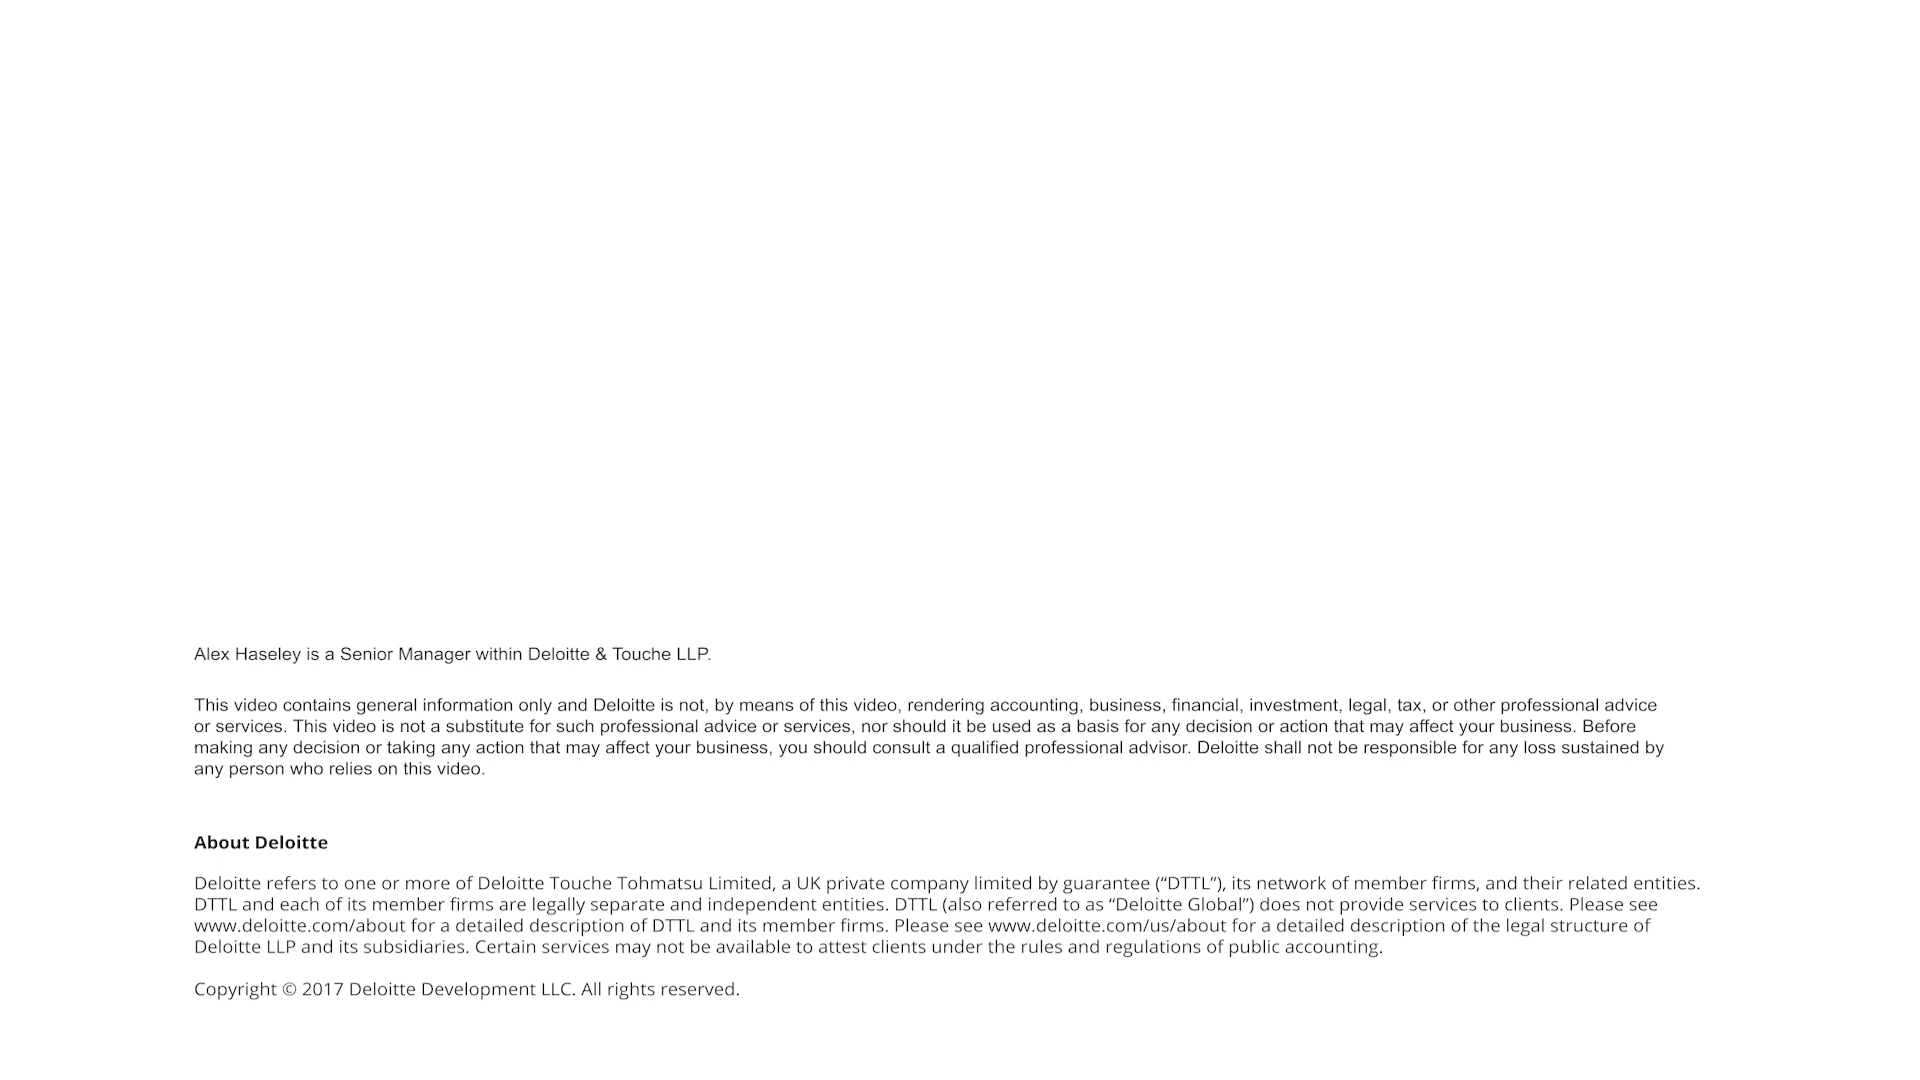 Alex Haseley is a Senior Manager within Deloitte & Touche LLP.
This video contains general information only and Deloitte is not, by means of this video, rendering accounting, business, financial, investment, legal, tax, or other professional advice
or services. This video is not a substitute for such professional advice or services, nor should it be used as a basis for any decision or action that may affect your business. Before
making any decision or taking any action that may affect your business, you should consult a qualified professional advisor. Deloitte shall not be responsible for any loss sustained by
any person who relies on this video.
About Deloitte
Deloitte refers to one or more of Deloitte Touche Tohmatsu Limited, a UK private company limited by guarantee (“DTTL”), its network of member firms, and their related entities.
DTTL and each of its member firms are legally separate and independent entities. DTTL (also referred to as “Deloitte Global”) does not provide services to clients. Please see
www.deloitte.com/about for a detailed description of DTTL and its member firms. Please see www.deloitte.com/us/about for a detailed description of the legal structure of
Deloitte LLP and its subsidiaries. Certain services may not be available to attest clients under the rules and regulations of public accounting.
Copyright © 2017 Deloitte Development LLC. All rights reserved.